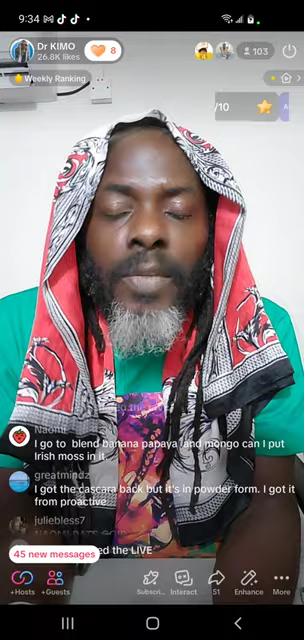 9:34
Dr KIMO
26.8K likes
8
103
Weekly Ranking
/10
Naomi
I go to blend banana papaya and mongo can I put
Irish moss in it
greatmindz
I got the cascara back but it's in powder form. I got it
from proactive
juliebless7
45 new messages
ed the LIVE
+Hosts
+Guests
Subscri...
Interact
51
Enhance
More